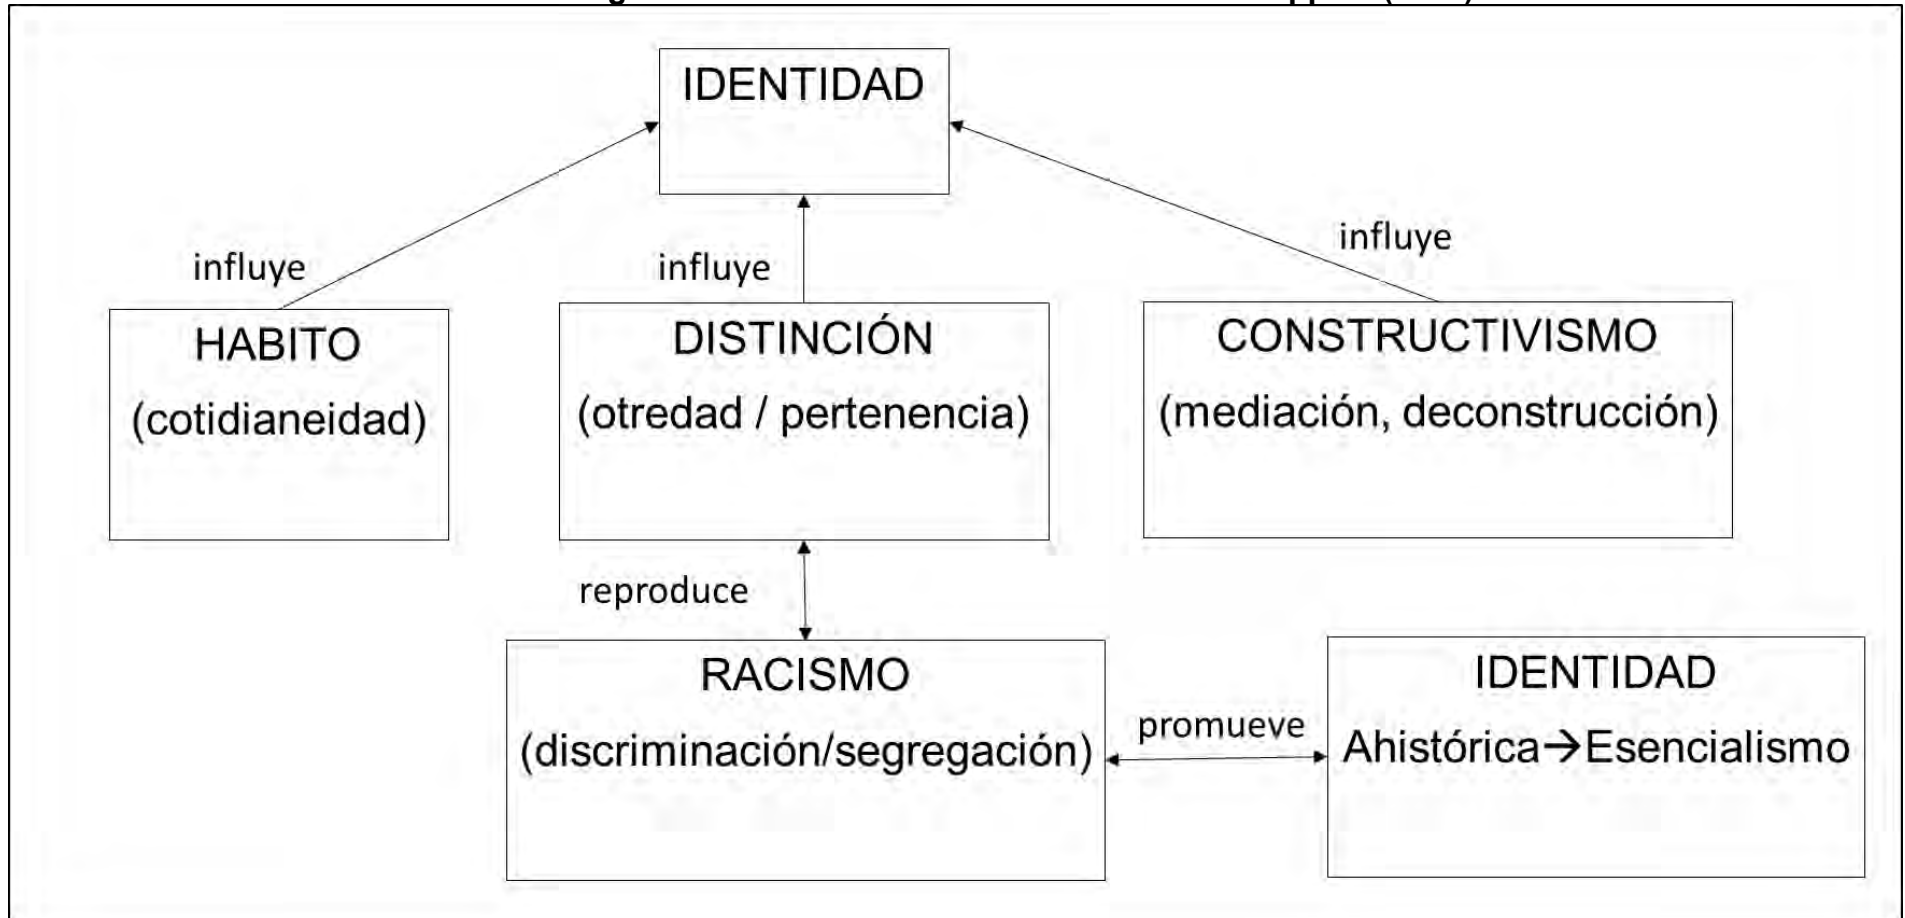 IDENTIDAD
influye
influye
influye
HABITO
(cotidianeidad)
DISTINCIÓN
(otredad / pertenencia)
CONSTRUCTIVISMO
(mediación, deconstrucción)
reproduce
RACISMO
(discriminación/segregación)
promueve
IDENTIDAD
Ahistórica→Esencialismo